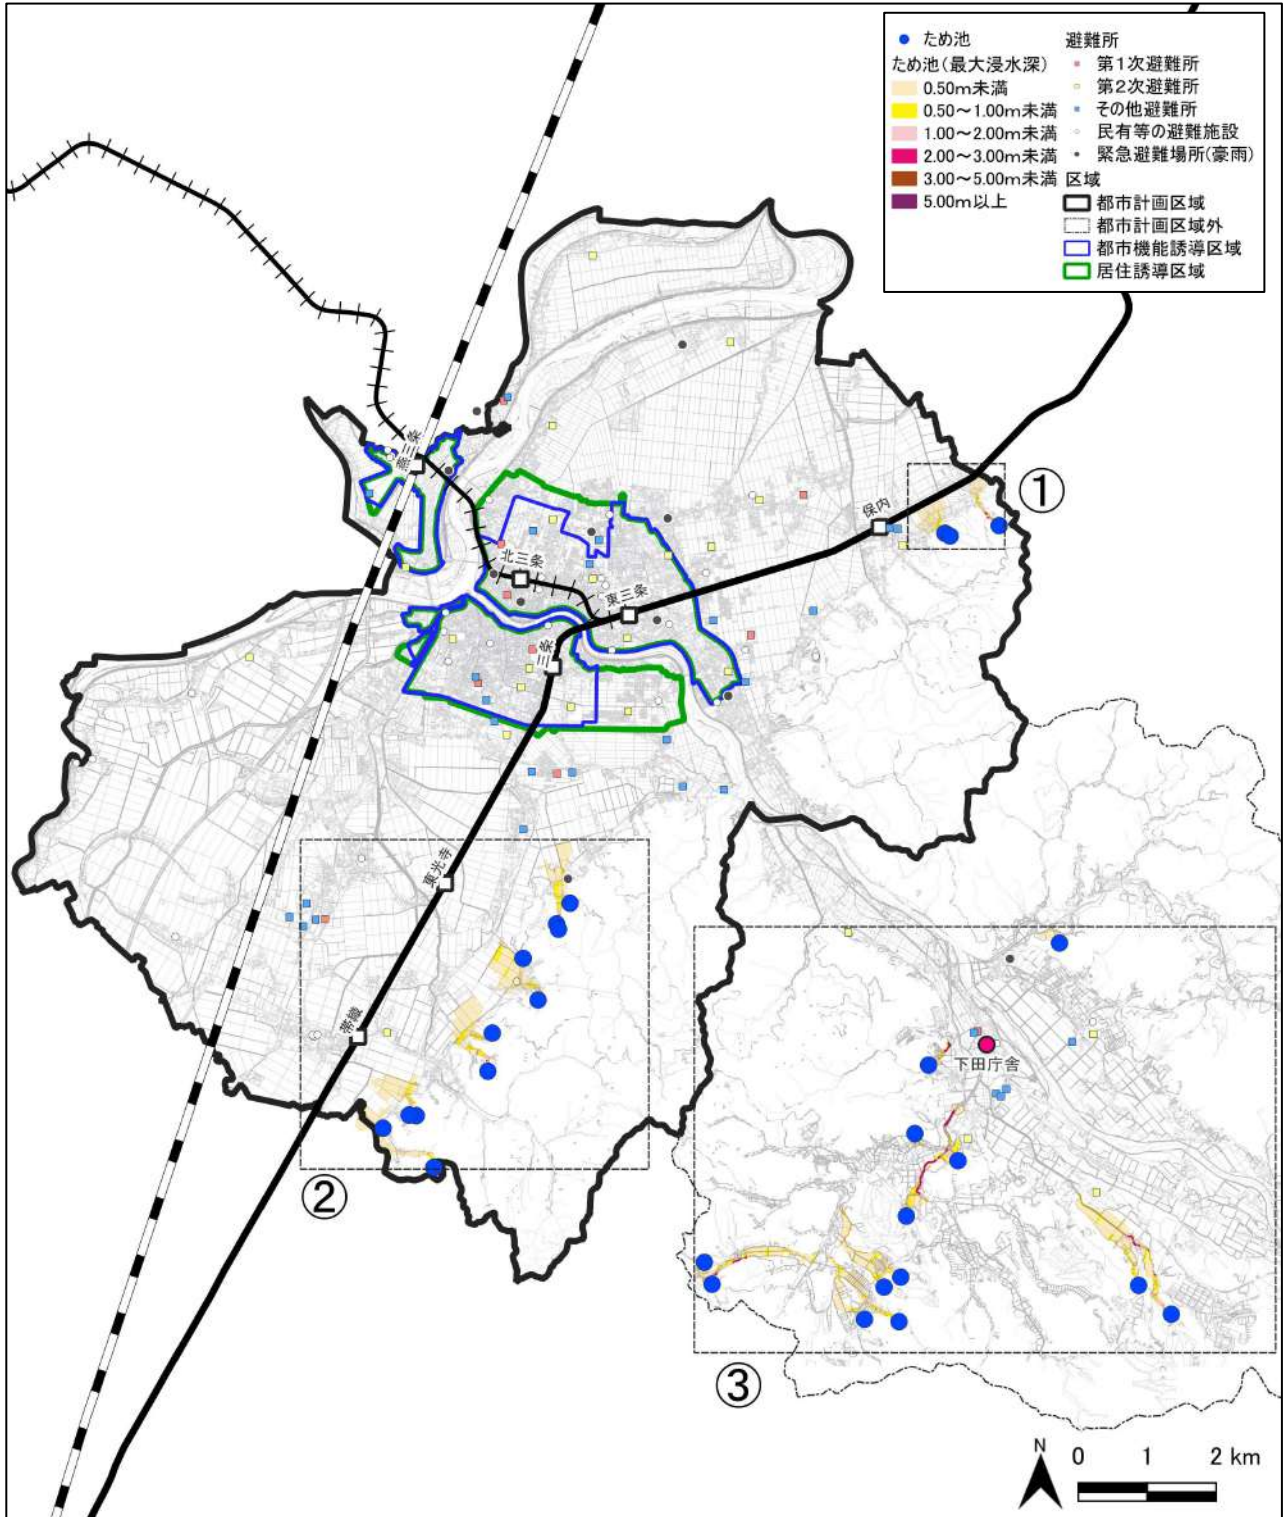 ため池
ため池(最大浸水深)
0.50m未満
0.50～1.00m未満
1.00～2.00m未満
2.00～3.00m未満
3.00～5.00m未満
5.00m以上
避難所
第1次避難所
第2次避難所
その他避難所
民有等の避難施設
緊急避難場所(豪雨)
区域
都市計画区域
都市計画区域外
都市機能誘導区域
居住誘導区域
燕三条
北三条
東三条
三条
保内
①
東光寺
帯織
②
下田庁舎
③
N
0 1 2 km